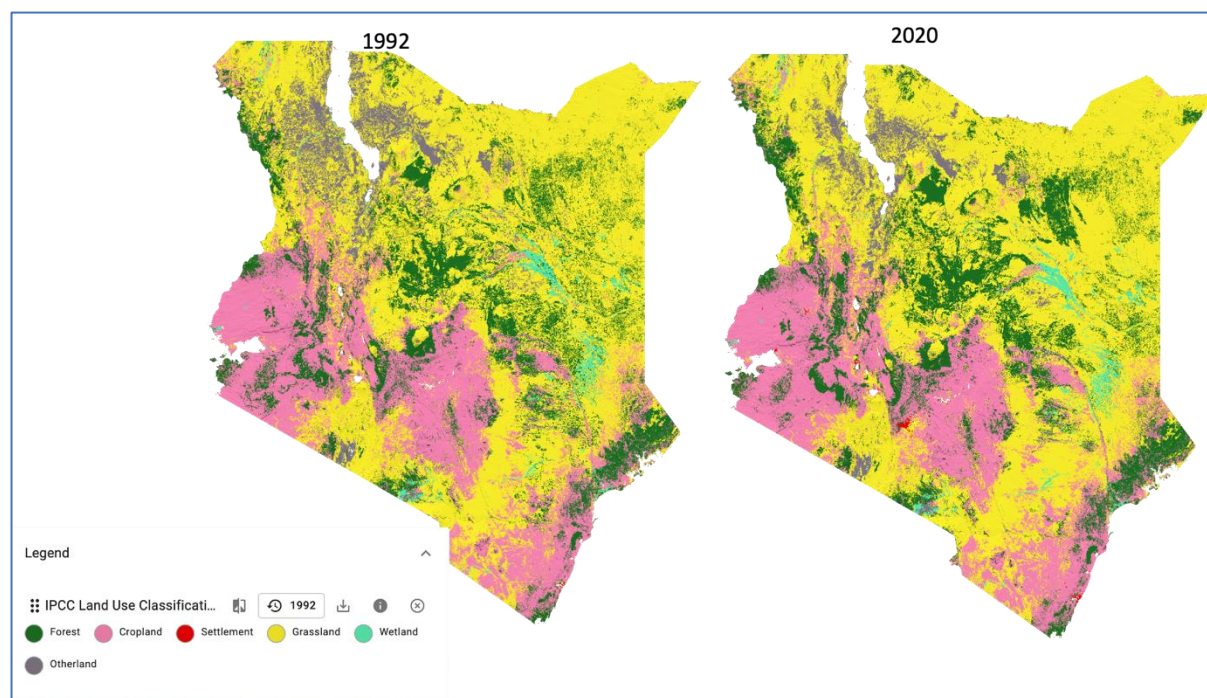 1992
2020
Legend
IPCC Land Use Classificati...
1992
Forest
Cropland
Settlement
Grassland
Wetland
Otherland